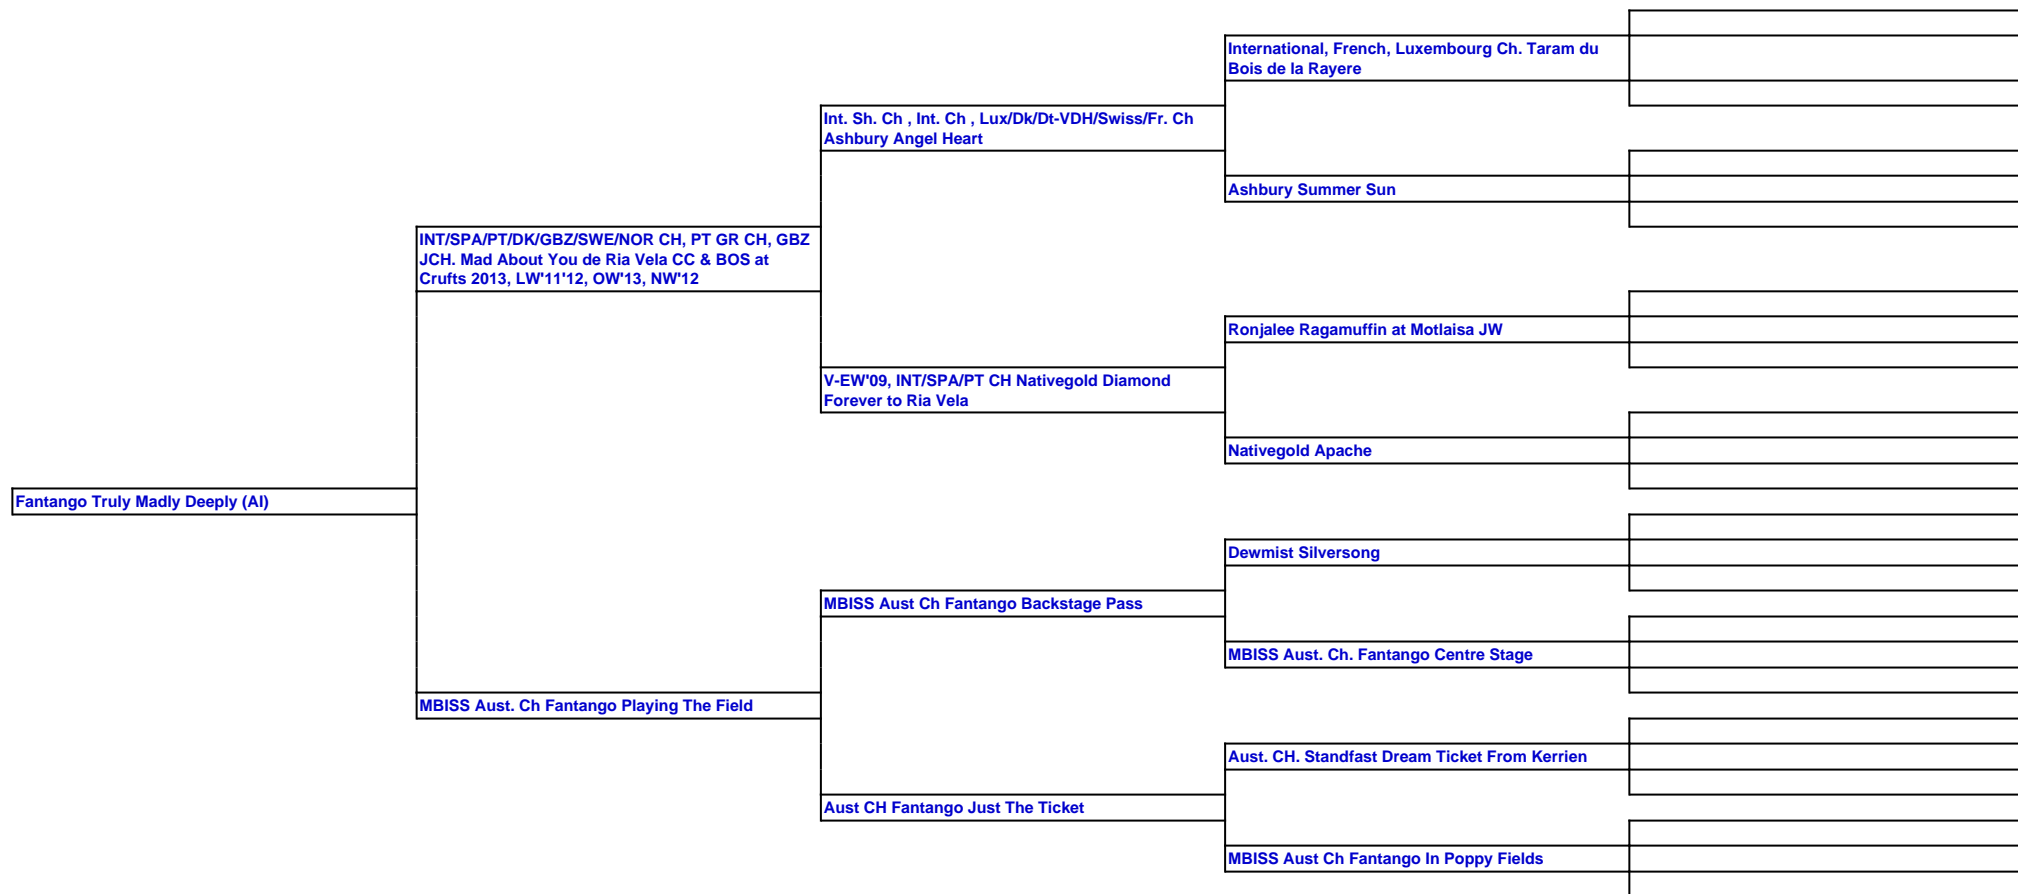 International, French, Luxembourg Ch. Taram du
Bois de la Rayere
Int. Sh. Ch , Int. Ch , Lux/Dk/Dt-VDH/Swiss/Fr. Ch
Ashbury Angel Heart
Ashbury Summer Sun
INT/SPA/PT/DK/GBZ/SWE/NOR CH, PT GR CH, GBZ
JCH. Mad About You de Ria Vela CC & BOS at
Crufts 2013, LW'11'12, OW'13, NW'12
Ronjalee Ragamuffin at Motlaisa JW
V-EW'09, INT/SPA/PT CH Nativegold Diamond
Forever to Ria Vela
Nativegold Apache
Fantango Truly Madly Deeply (AI)
Dewmist Silversong
MBISS Aust Ch Fantango Backstage Pass
MBISS Aust. Ch. Fantango Centre Stage
MBISS Aust. Ch Fantango Playing The Field
Aust. CH. Standfast Dream Ticket From Kerrien
Aust CH Fantango Just The Ticket
MBISS Aust Ch Fantango In Poppy Fields